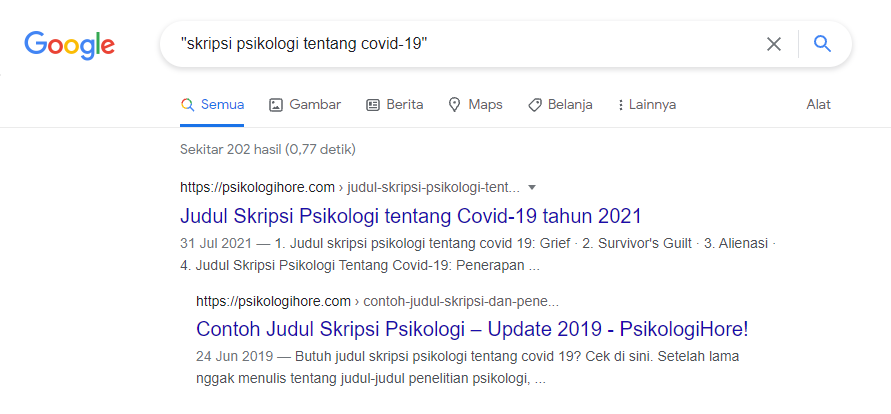 Google
"skripsi psikologi tentang covid-19"
Semua Gambar Berita Maps Belanja Lainnya Alat
Sekitar 202 hasil (0,77 detik)
https://psikologihore.com › judul-skripsi-psikologi-tent...
Judul Skripsi Psikologi tentang Covid-19 tahun 2021
31 Jul 2021 — 1. Judul skripsi psikologi tentang covid 19: Grief · 2. Survivor's Guilt · 3. Alienasi ·
4. Judul Skripsi Psikologi Tentang Covid-19: Penerapan ...
https://psikologihore.com › contoh-judul-skripsi-dan-pene...
Contoh Judul Skripsi Psikologi – Update 2019 - PsikologiHore!
24 Jun 2019 — Butuh judul skripsi psikologi tentang covid 19? Cek di sini. Setelah lama
nggak menulis tentang judul-judul penelitian psikologi, ...